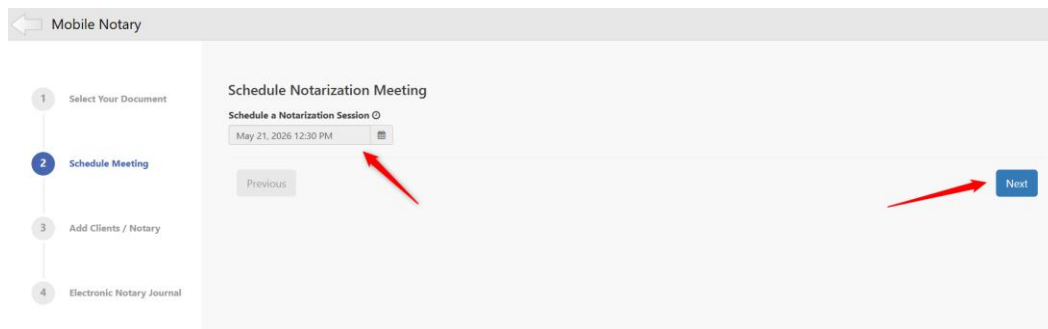 Mobile Notary
1 Select Your Document
2 Schedule Meeting
3 Add Clients / Notary
4 Electronic Notary Journal
Schedule Notarization Meeting
Schedule a Notarization Session
May 21, 2026 12:30 PM
Previous
Next